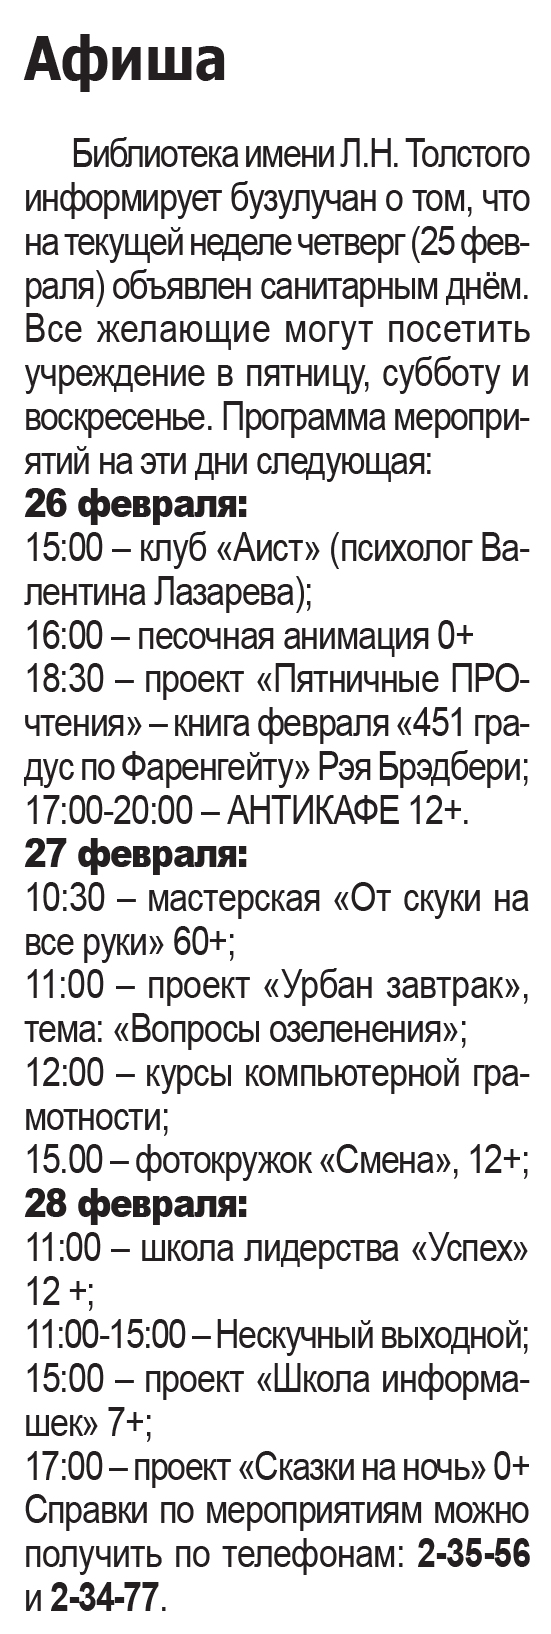 Афиша
Библиотека имени Л.Н. Толстого
информирует бузулучан о том, что
на текущей неделе четверг (25 фев-
раля) объявлен санитарным днём.
Все желающие могут посетить
учреждение в пятницу, субботу и
воскресенье. Программа меропри-
ятий на эти дни следующая:
26 февраля:
15:00 – клуб «Аист» (психолог Ва-
лентина Лазарева);
16:00 – песочная анимация 0+
18:30 – проект «Пятничные ПРО-
чтения» – книга февраля «451 гра-
дус по Фаренгейту» Рэя Брэдбери;
17:00-20:00 – АНТИКАФЕ 12+.
27 февраля:
10:30 – мастерская «От скуки на
все руки» 60+;
11:00 – проект «Урбан завтрак»,
тема: «Вопросы озеленения»;
12:00 – курсы компьютерной гра-
мотности;
15.00 – фотокружок «Смена», 12+;
28 февраля:
11:00 – школа лидерства «Успех»
12 +;
11:00-15:00 – Нескучный выходной;
15:00 – проект «Школа информа-
шек» 7+;
17:00 – проект «Сказки на ночь» 0+
Справки по мероприятиям можно
получить по телефонам: 2-35-56
и 2-34-77.